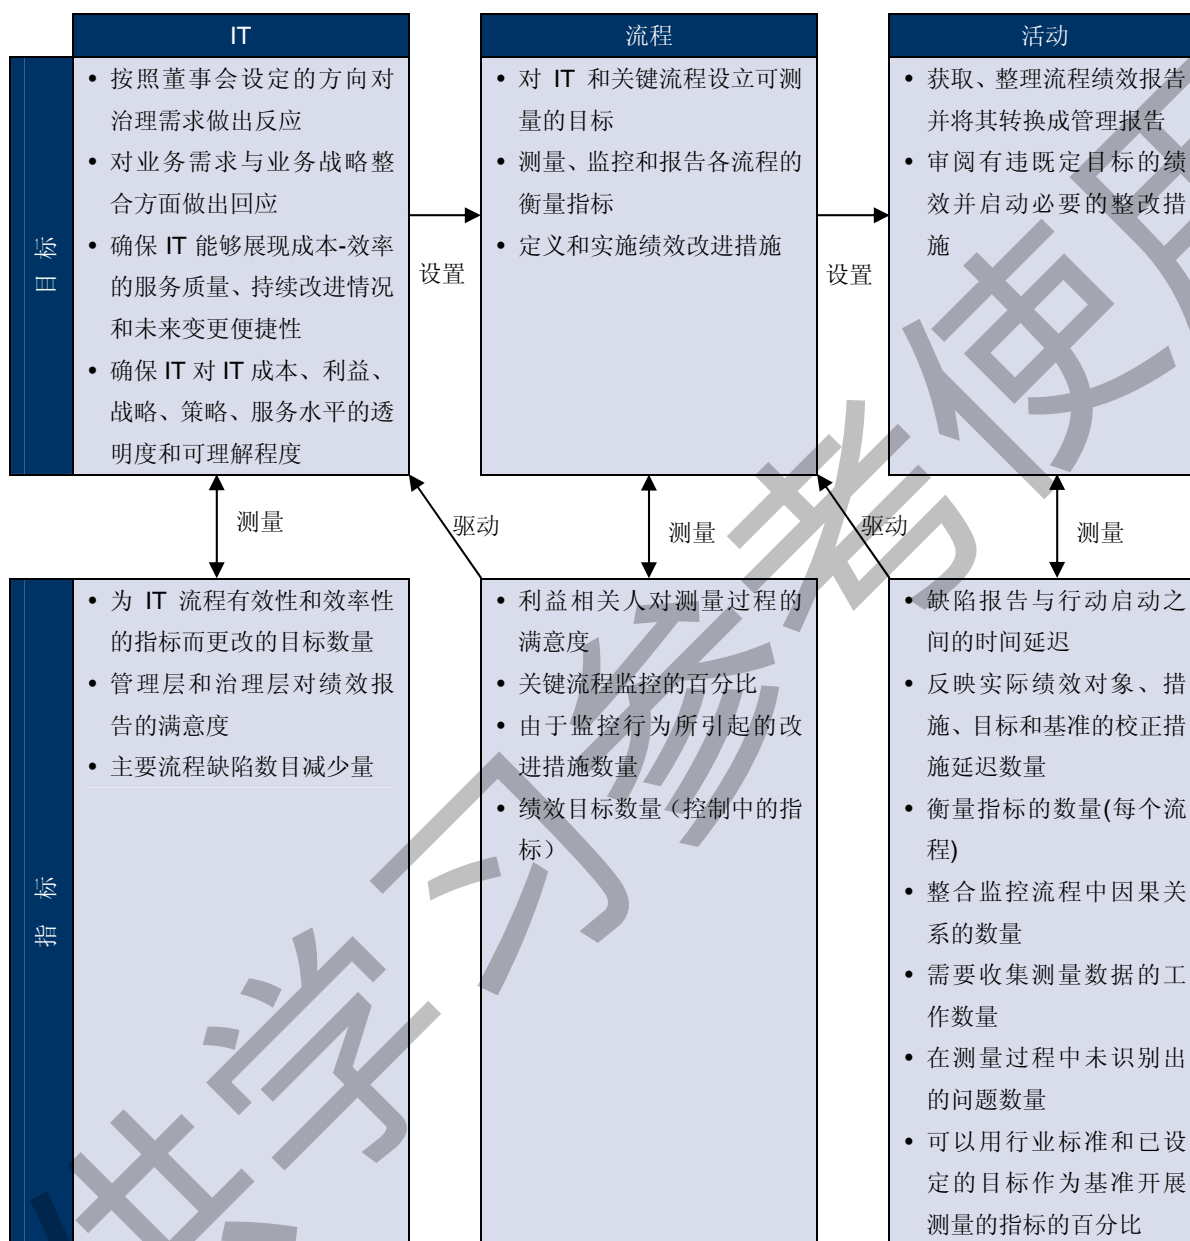 IT
流程
活动
目标
• 按照董事会设定的方向对
治理需求做出反应
• 对业务需求与业务战略整
合方面做出回应
• 确保 IT 能够展现成本-效率
的服务质量、持续改进情况
和未来变更便捷性
• 确保 IT 对 IT 成本、利益、
战略、策略、服务水平的透
明度和可理解程度
设置
• 对 IT 和关键流程设立可测
量的目标
• 测量、监控和报告各流程的
衡量指标
• 定义和实施绩效改进措施
设置
• 获取、整理流程绩效报告
并将其转换成管理报告
• 审阅有违既定目标的绩
效并启动必要的整改措
施
测量
驱动
测量
驱动
测量
指标
• 为 IT 流程有效性和效率性
的指标而更改的目标数量
• 管理层和治理层对绩效报
告的满意度
• 主要流程缺陷数目减少量
• 利益相关人对测量过程的
满意度
• 关键流程监控的百分比
• 由于监控行为所引起的改
进措施数量
• 绩效目标数量（控制中的指
标）
• 缺陷报告与行动启动之
间的时间延迟
• 反映实际绩效对象、措
施、目标和基准的校正措
施延迟数量
• 衡量指标的数量(每个流
程)
• 整合监控流程中因果关
系的数量
• 需要收集测量数据的工
作数量
• 在测量过程中未识别出
的问题数量
• 可以用行业标准和已设
定的目标作为基准开展
测量的指标的百分比
供学习参考使用